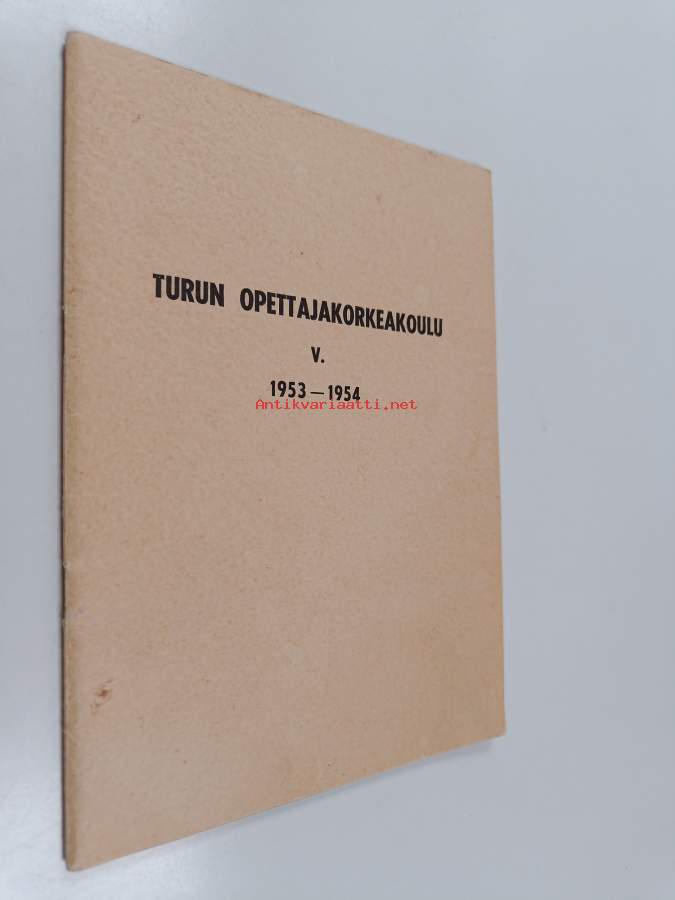 TURUN OPETTAJAKORKEAKOULU
V.
1953 — 1954
Antikvariaatti.net